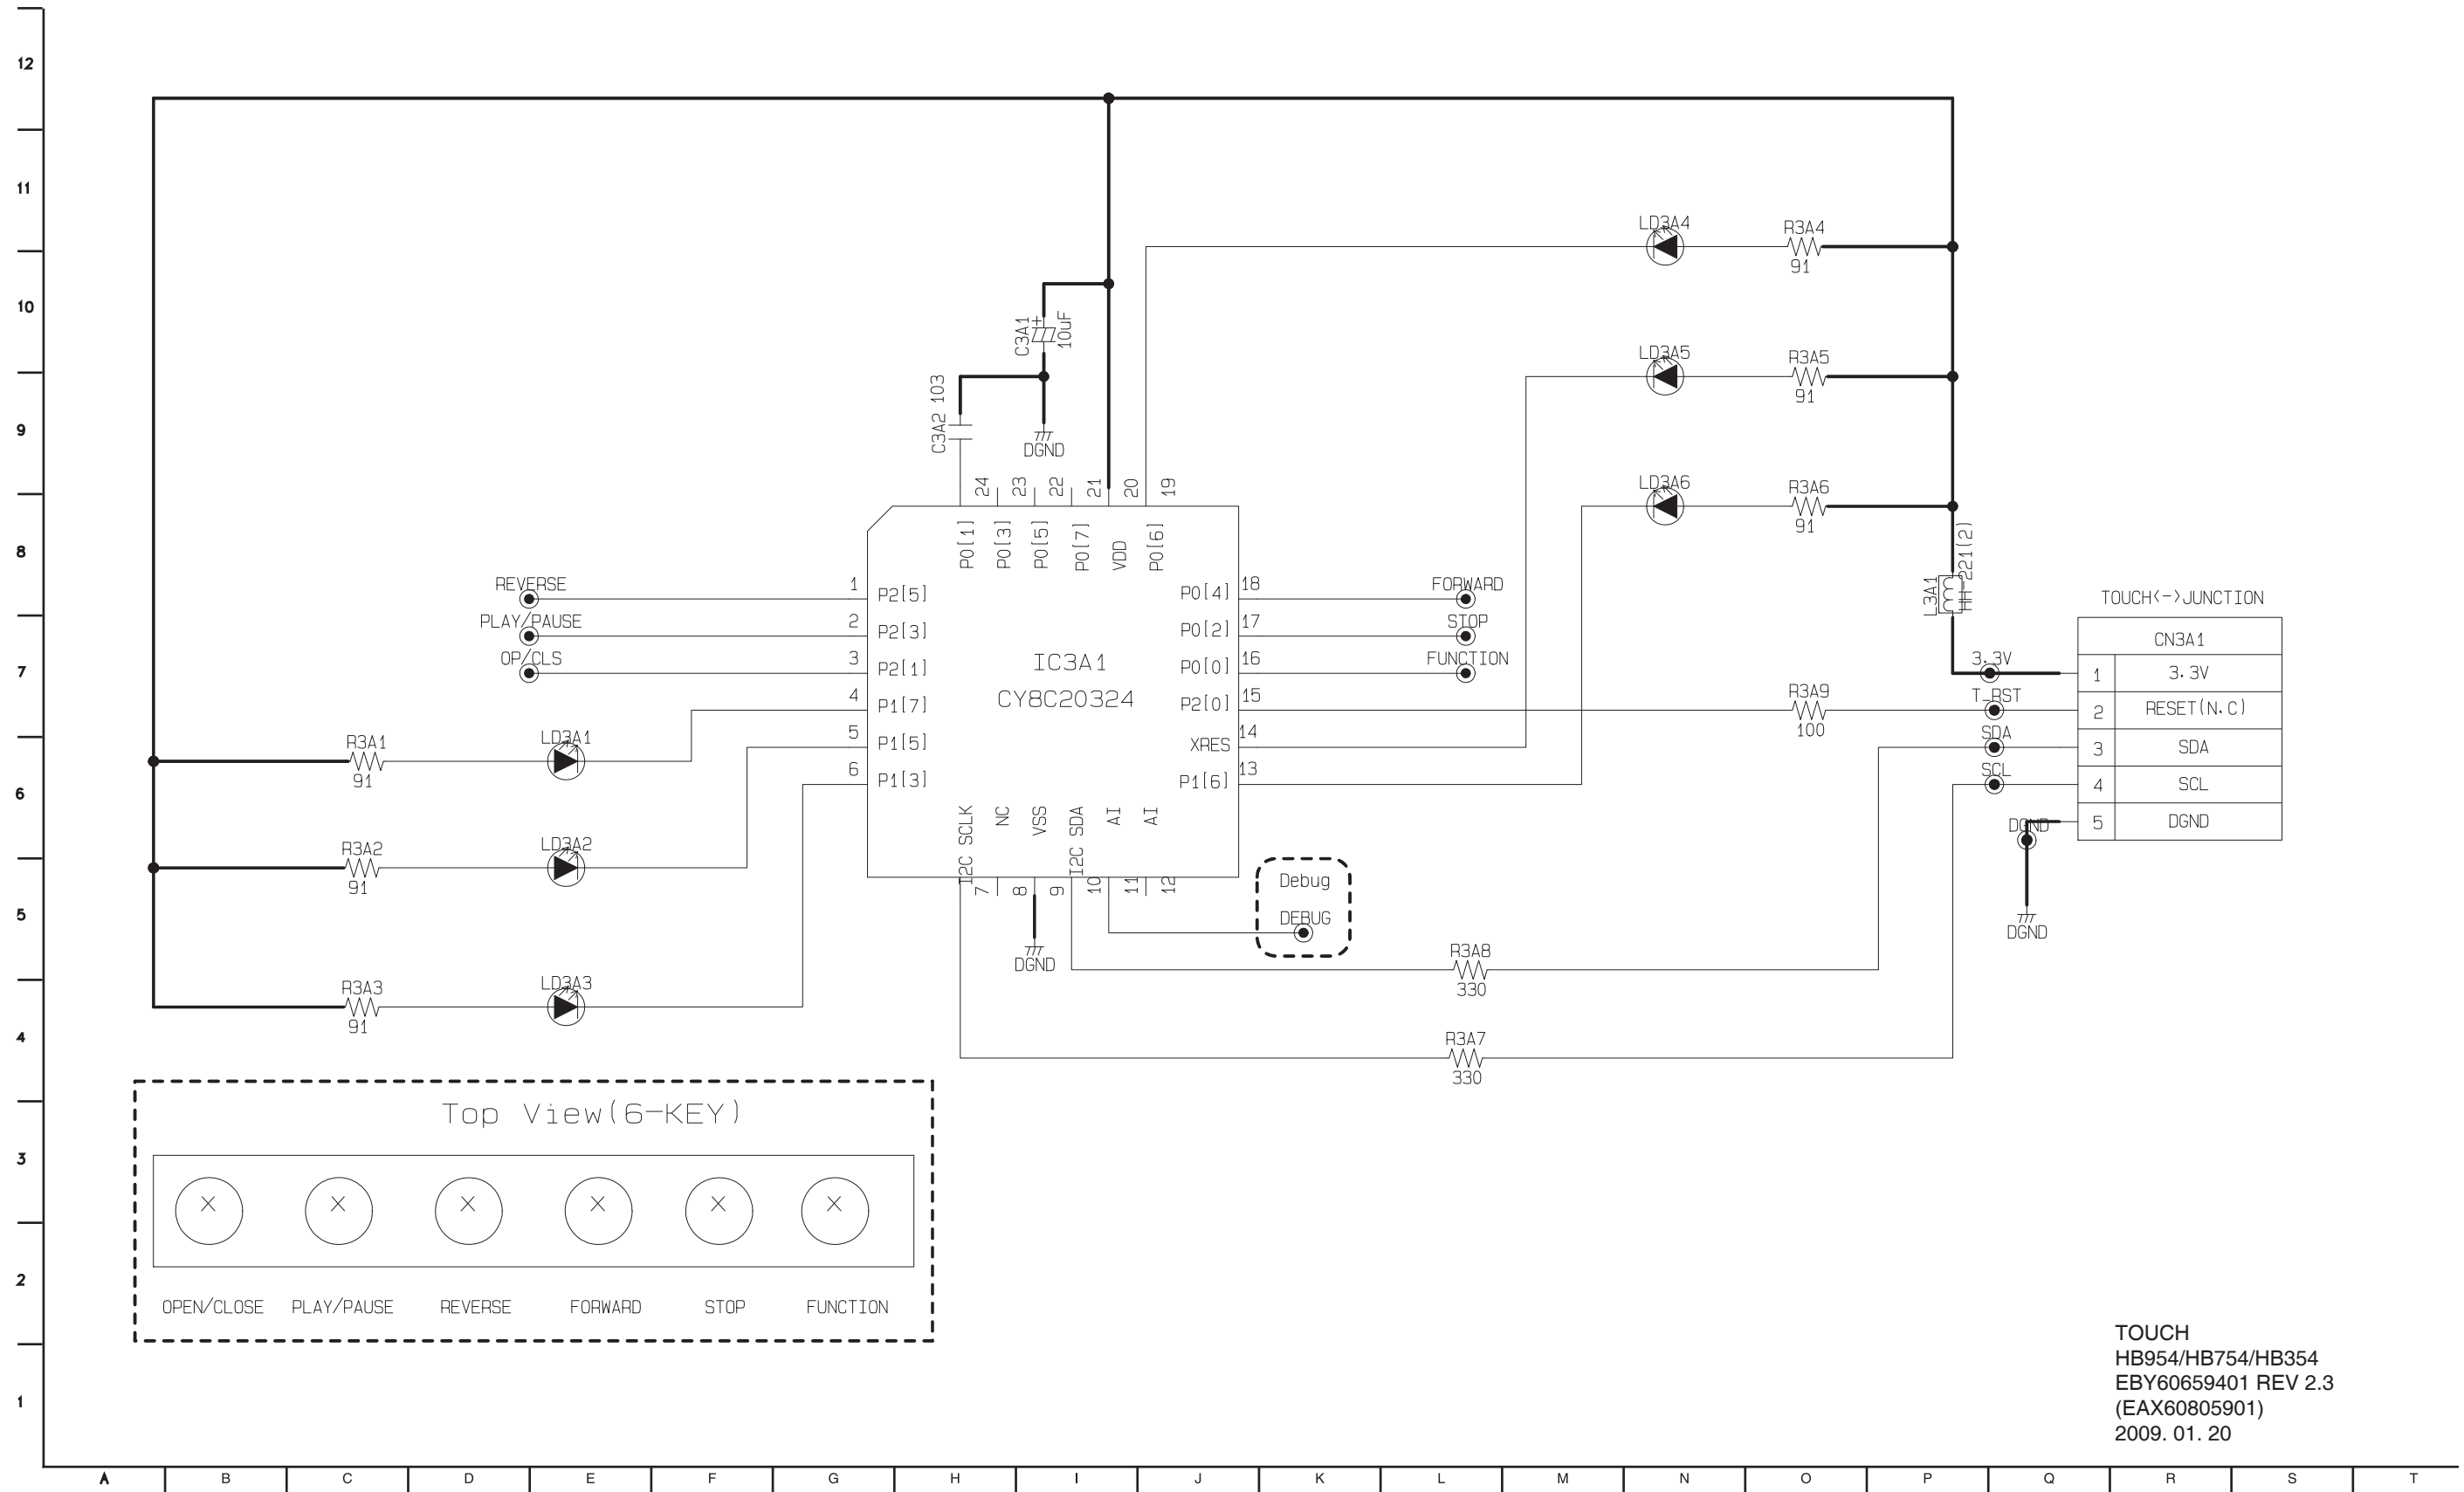 12
11
10
9
8
7
6
5
4
3
2
1
LD3A4
R3A4
91
C3A1
+
10uF
LD3A5
R3A5
91
C3A2 103
DGND
LD3A6
R3A6
91
24 23 22 21 20 19
P0[1] P0[3] P0[5] P0[7] VDD P0[6]
L3A1
HH-221(2)
REVERSE
1 P2[5]
P0[4] 18
FORWARD
PLAY/PAUSE
2 P2[3]
P0[2] 17
STOP
OP/CLS
3 P2[1]
P0[0] 16
FUNCTION
4 P1[7]
P2[0] 15
5 P1[5]
XRES 14
6 P1[3]
P1[6] 13
IC3A1
CY8C20324
I2C SCLK NC VSS I2C SDA AI AI
7 8 9 10 11 12
TOUCH<->JUNCTION
CN3A1
3.3V
1 3.3V
T_RST
2 RESET(N.C)
SDA
3 SDA
SCL
4 SCL
DGND
5 DGND
DGND
R3A9
100
R3A1
91
LD3A1
R3A2
91
LD3A2
R3A3
91
LD3A3
Debug
DEBUG
DGND
R3A8
330
R3A7
330
Top View(6-KEY)
X X X X X X
OPEN/CLOSE PLAY/PAUSE REVERSE FORWARD STOP FUNCTION
TOUCH
HB954/HB754/HB354
EBY60659401 REV 2.3
(EAX60805901)
2009. 01. 20
A B C D E F G H I J K L M N O P Q R S T